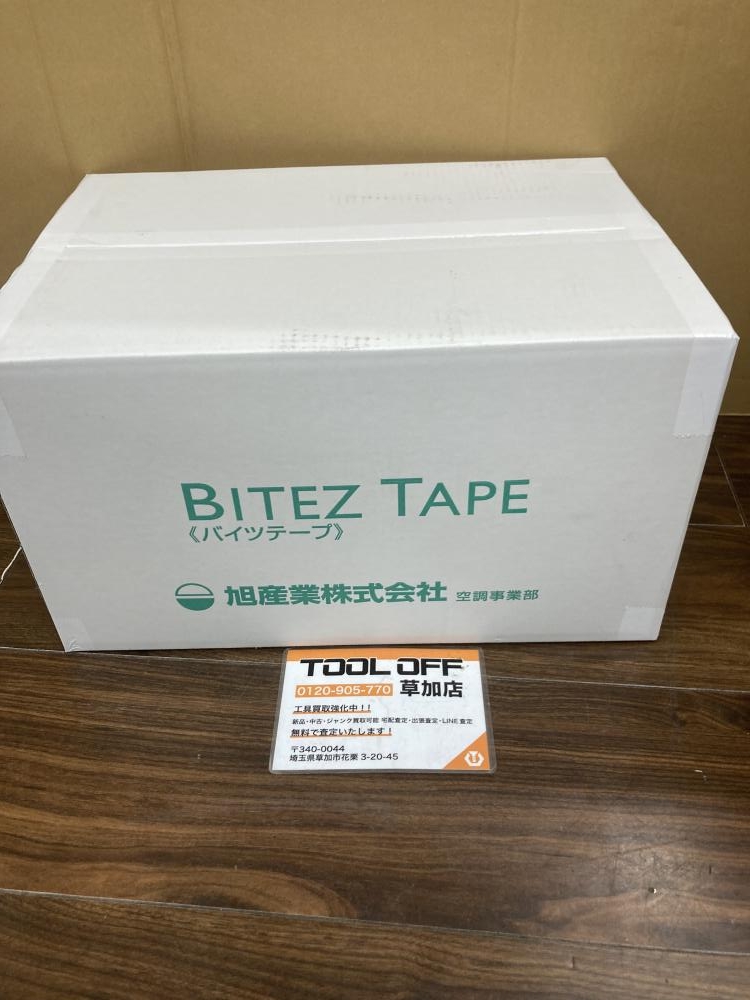 BITEZ TAPE
《バイツテープ》
旭産業株式会社 空調事業部
TOOL OFF
0120-905-770 草加店
工具買取強化中！！
新品・中古・ジャンク買取可能 宅配査定・出張査定・LINE査定
無料で査定いたします！
〒340-0044
埼玉県草加市花栗 3-20-45